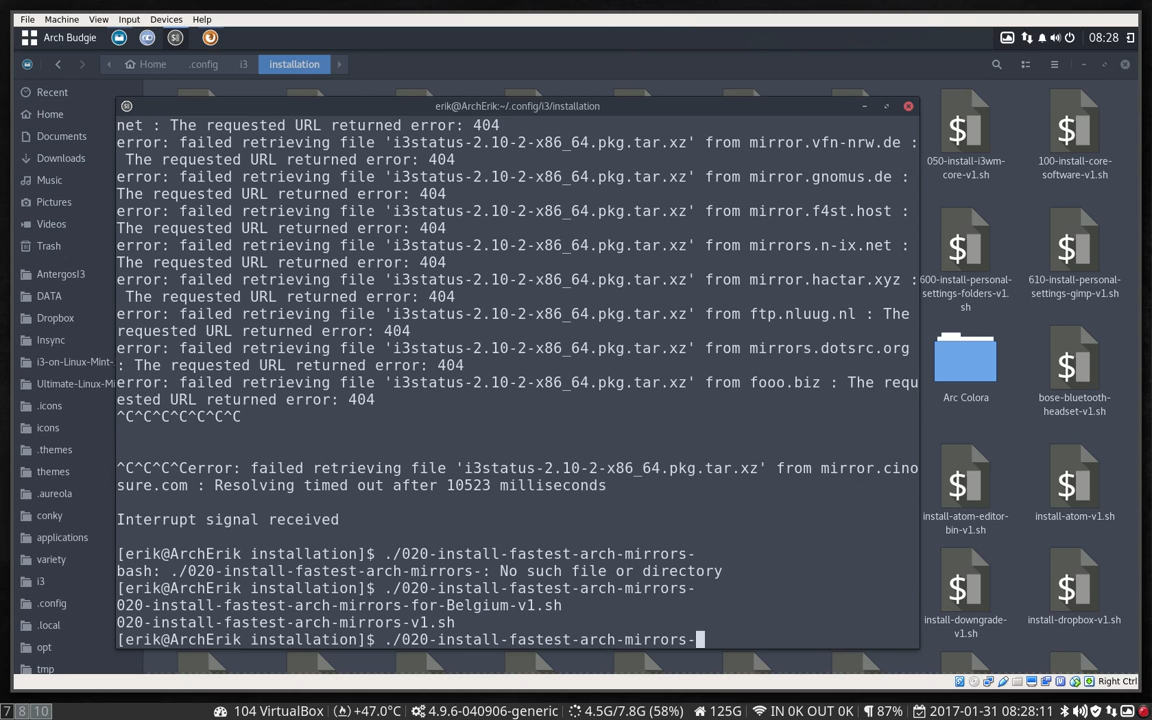 File Machine View Input Devices Help
Arch Budgie
08:28
Home .config i3 installation
Recent
Home
Documents
Downloads
Music
Pictures
Videos
Trash
AntergosI3
DATA
Dropbox
Insync
i3-on-Linux-Mint-
Ultimate-Linux-Mi
.icons
icons
.themes
themes
.aureola
conky
applications
variety
i3
.config
.local
opt
tmp
erik@ArchErik:~/.config/i3/installation
net : The requested URL returned error: 404
error: failed retrieving file 'i3status-2.10-2-x86_64.pkg.tar.xz' from mirror.vfn-nrw.de :
The requested URL returned error: 404
error: failed retrieving file 'i3status-2.10-2-x86_64.pkg.tar.xz' from mirror.gnomus.de :
The requested URL returned error: 404
error: failed retrieving file 'i3status-2.10-2-x86_64.pkg.tar.xz' from mirror.f4st.host :
The requested URL returned error: 404
error: failed retrieving file 'i3status-2.10-2-x86_64.pkg.tar.xz' from mirrors.n-ix.net :
The requested URL returned error: 404
error: failed retrieving file 'i3status-2.10-2-x86_64.pkg.tar.xz' from mirror.hactar.xyz :
The requested URL returned error: 404
error: failed retrieving file 'i3status-2.10-2-x86_64.pkg.tar.xz' from ftp.nluug.nl : The
requested URL returned error: 404
error: failed retrieving file 'i3status-2.10-2-x86_64.pkg.tar.xz' from mirrors.dotsrc.org
: The requested URL returned error: 404
error: failed retrieving file 'i3status-2.10-2-x86_64.pkg.tar.xz' from fooo.biz : The requ
ested URL returned error: 404
^C^C^C^C^C^C^C^C
^C^C^C^Cerror: failed retrieving file 'i3status-2.10-2-x86_64.pkg.tar.xz' from mirror.cino
sure.com : Resolving timed out after 10523 milliseconds
Interrupt signal received
[erik@ArchErik installation]$ ./020-install-fastest-arch-mirrors-
bash: ./020-install-fastest-arch-mirrors-: No such file or directory
[erik@ArchErik installation]$ ./020-install-fastest-arch-mirrors-
020-install-fastest-arch-mirrors-for-Belgium-v1.sh
020-install-fastest-arch-mirrors-v1.sh
[erik@ArchErik installation]$ ./020-install-fastest-arch-mirrors-
050-install-i3wm-
core-v1.sh
100-install-core-
software-v1.sh
600-install-personal-
settings-folders-v1.
sh
610-install-personal-
settings-gimp-v1.sh
Arc Colora
bose-bluetooth-
headset-v1.sh
install-atom-editor-
bin-v1.sh
install-atom-v1.sh
install-downgrade-
v1.sh
install-dropbox-v1.sh
Right Ctrl
7 8 10 104 VirtualBox +47.0°C 4.9.6-040906-generic 4.5G/7.8G (58%) 125G IN 0K OUT 0K 87% 2017-01-31 08:28:11